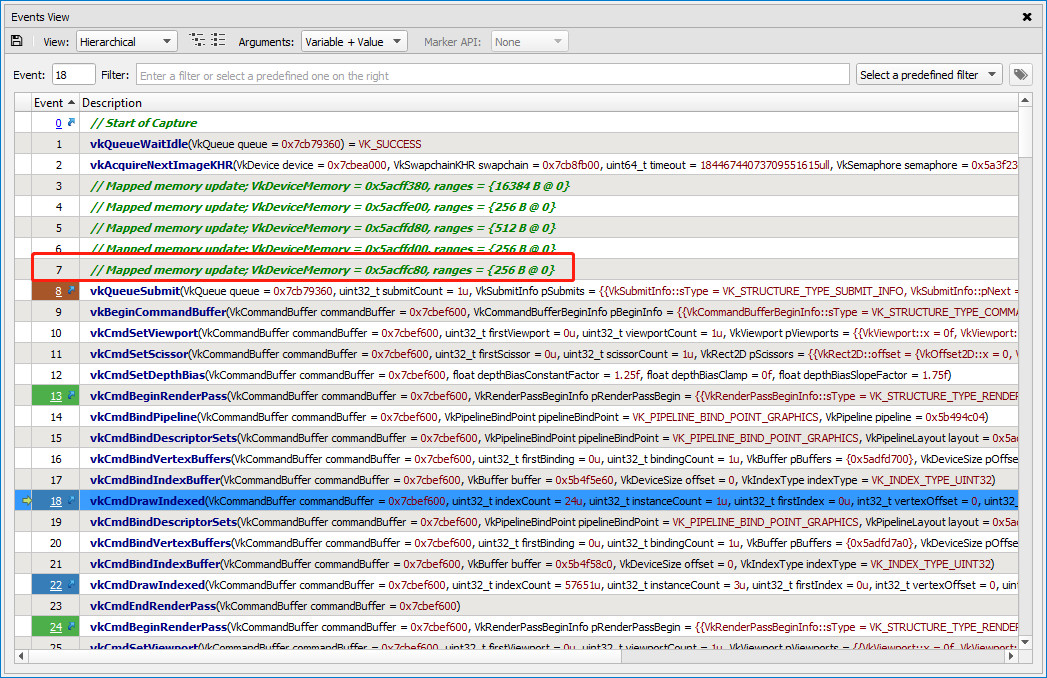 Events View
View: Hierarchical Arguments: Variable + Value Marker API: None
Event: 18 Filter: Enter a filter or select a predefined one on the right Select a predefined filter
Event Description
0 // Start of Capture
1 vkQueueWaitIdle(VkQueue queue = 0x7cb79360) = VK_SUCCESS
2 vkAcquireNextImageKHR(VkDevice device = 0x7cbea000, VkSwapchainKHR swapchain = 0x7cb8fb00, uint64_t timeout = 18446744073709551615ull, VkSemaphore semaphore = 0x5a3f23
3 // Mapped memory update; VkDeviceMemory = 0x5acff380, ranges = {16384 B @ 0}
4 // Mapped memory update; VkDeviceMemory = 0x5acffe00, ranges = {256 B @ 0}
5 // Mapped memory update; VkDeviceMemory = 0x5acffd80, ranges = {512 B @ 0}
6 // Mapped memory update; VkDeviceMemory = 0x5acffd00, ranges = {256 B @ 0}
7 // Mapped memory update; VkDeviceMemory = 0x5acffc80, ranges = {256 B @ 0}
8 vkQueueSubmit(VkQueue queue = 0x7cb79360, uint32_t submitCount = 1u, VkSubmitInfo pSubmits = {{VkSubmitInfo::sType = VK_STRUCTURE_TYPE_SUBMIT_INFO, VkSubmitInfo::pNext =
9 vkBeginCommandBuffer(VkCommandBuffer commandBuffer = 0x7cbef600, VkCommandBufferBeginInfo pBeginInfo = {{VkCommandBufferBeginInfo::sType = VK_STRUCTURE_TYPE_COMMA
10 vkCmdSetViewport(VkCommandBuffer commandBuffer = 0x7cbef600, uint32_t firstViewport = 0u, uint32_t viewportCount = 1u, VkViewport pViewports = {{VkViewport::x = 0f, VkViewport:
11 vkCmdSetScissor(VkCommandBuffer commandBuffer = 0x7cbef600, uint32_t firstScissor = 0u, uint32_t scissorCount = 1u, VkRect2D pScissors = {{VkRect2D::offset = {VkOffset2D::x = 0,
12 vkCmdSetDepthBias(VkCommandBuffer commandBuffer = 0x7cbef600, float depthBiasConstantFactor = 1.25f, float depthBiasClamp = 0f, float depthBiasSlopeFactor = 1.75f)
13 vkCmdBeginRenderPass(VkCommandBuffer commandBuffer = 0x7cbef600, VkRenderPassBeginInfo pRenderPassBegin = {{VkRenderPassBeginInfo::sType = VK_STRUCTURE_TYPE_RENDER
14 vkCmdBindPipeline(VkCommandBuffer commandBuffer = 0x7cbef600, VkPipelineBindPoint pipelineBindPoint = VK_PIPELINE_BIND_POINT_GRAPHICS, VkPipeline pipeline = 0x5b494c04)
15 vkCmdBindDescriptorSets(VkCommandBuffer commandBuffer = 0x7cbef600, VkPipelineBindPoint pipelineBindPoint = VK_PIPELINE_BIND_POINT_GRAPHICS, VkPipelineLayout layout = 0x5ac
16 vkCmdBindVertexBuffers(VkCommandBuffer commandBuffer = 0x7cbef600, uint32_t firstBinding = 0u, uint32_t bindingCount = 1u, VkBuffer pBuffers = {0x5adfd700}, VkDeviceSize pOffse
17 vkCmdBindIndexBuffer(VkCommandBuffer commandBuffer = 0x7cbef600, VkBuffer buffer = 0x5b4f5e60, VkDeviceSize offset = 0, VkIndexType indexType = VK_INDEX_TYPE_UINT32)
18 vkCmdDrawIndexed(VkCommandBuffer commandBuffer = 0x7cbef600, uint32_t indexCount = 24u, uint32_t instanceCount = 1u, uint32_t firstIndex = 0u, int32_t vertexOffset = 0, uint32_
19 vkCmdBindDescriptorSets(VkCommandBuffer commandBuffer = 0x7cbef600, VkPipelineBindPoint pipelineBindPoint = VK_PIPELINE_BIND_POINT_GRAPHICS, VkPipelineLayout layout = 0x5ac
20 vkCmdBindVertexBuffers(VkCommandBuffer commandBuffer = 0x7cbef600, uint32_t firstBinding = 0u, uint32_t bindingCount = 1u, VkBuffer pBuffers = {0x5adfd7a0}, VkDeviceSize pOffse
21 vkCmdBindIndexBuffer(VkCommandBuffer commandBuffer = 0x7cbef600, VkBuffer buffer = 0x5b4f58c0, VkDeviceSize offset = 0, VkIndexType indexType = VK_INDEX_TYPE_UINT32)
22 vkCmdDrawIndexed(VkCommandBuffer commandBuffer = 0x7cbef600, uint32_t indexCount = 57651u, uint32_t instanceCount = 3u, uint32_t firstIndex = 0u, int32_t vertexOffset = 0, uint
23 vkCmdEndRenderPass(VkCommandBuffer commandBuffer = 0x7cbef600)
24 vkCmdBeginRenderPass(VkCommandBuffer commandBuffer = 0x7cbef600, VkRenderPassBeginInfo pRenderPassBegin = {{VkRenderPassBeginInfo::sType = VK_STRUCTURE_TYPE_RENDER
25 vkCmdSetViewport(VkCommandBuffer commandBuffer = 0x7cbef600, uint32_t firstViewport = 0u, uint32_t viewportCount = 1u, VkViewport pViewports = {{VkViewport::x = 0f, VkViewport: